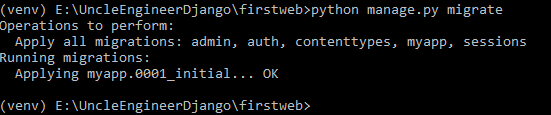 (venv) E:\UncleEngineerDjango\firstweb>python manage.py migrate
Operations to perform:
  Apply all migrations: admin, auth, contenttypes, myapp, sessions
Running migrations:
  Applying myapp.0001_initial... OK
(venv) E:\UncleEngineerDjango\firstweb>